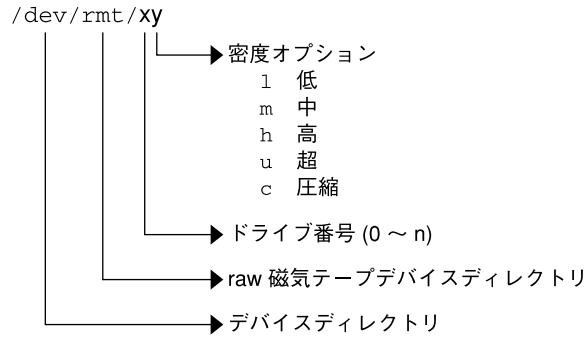 /dev/rmt/xy
密度オプション
l 低
m 中
h 高
u 超
c 圧縮
ドライブ番号 (0 ～ n)
raw 磁気テープデバイスディレクトリ
デバイスディレクトリ